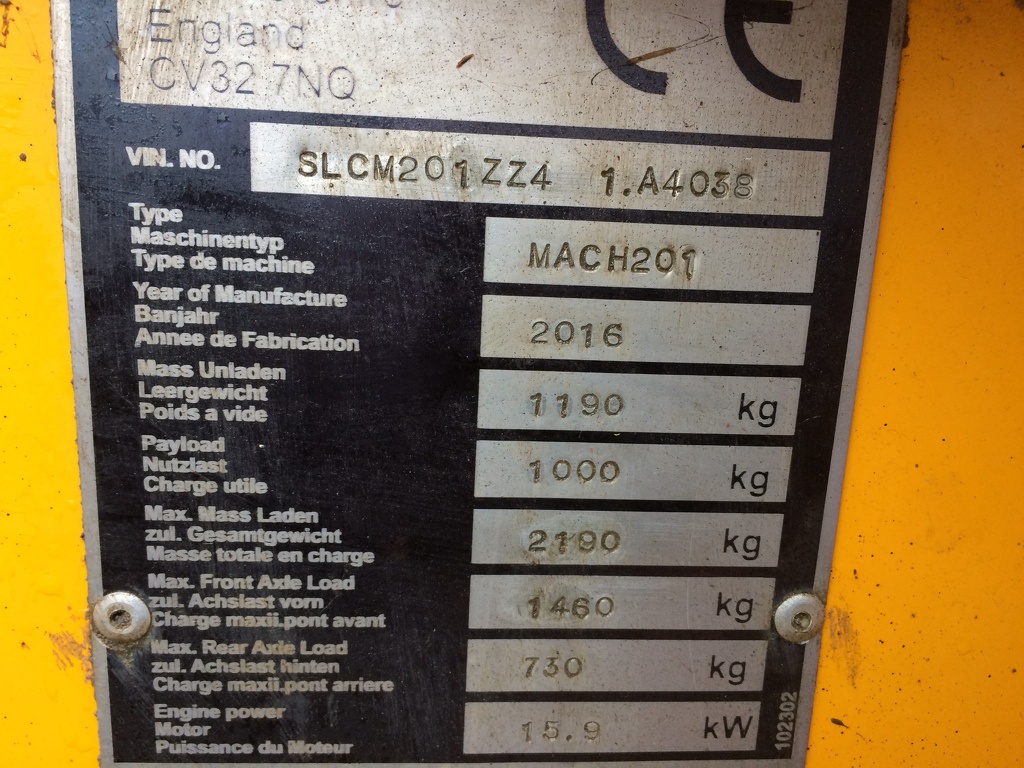 England
CV32 7NQ
CE
VIN. NO. SLCM201ZZ4 1.A4038
Type
Maschinentyp
Type de machine MACH201
Year of Manufacture
Banjahr 2016
Annee de Fabrication
Mass Unladen
Leergewicht 1190 kg
Poids a vide
Payload
Nutzlast 1000 kg
Charge utile
Max. Mass Laden
zul. Gesamtgewicht 2190 kg
Masse totale en charge
Max. Front Axle Load
zul. Achslast vorn 1460 kg
Charge maxii.pont avant
Max. Rear Axle Load
zul. Achslast hinten 730 kg
Charge maxii.pont arriere
Engine power
Motor 15.9 kW
Puissance du Moteur
102302